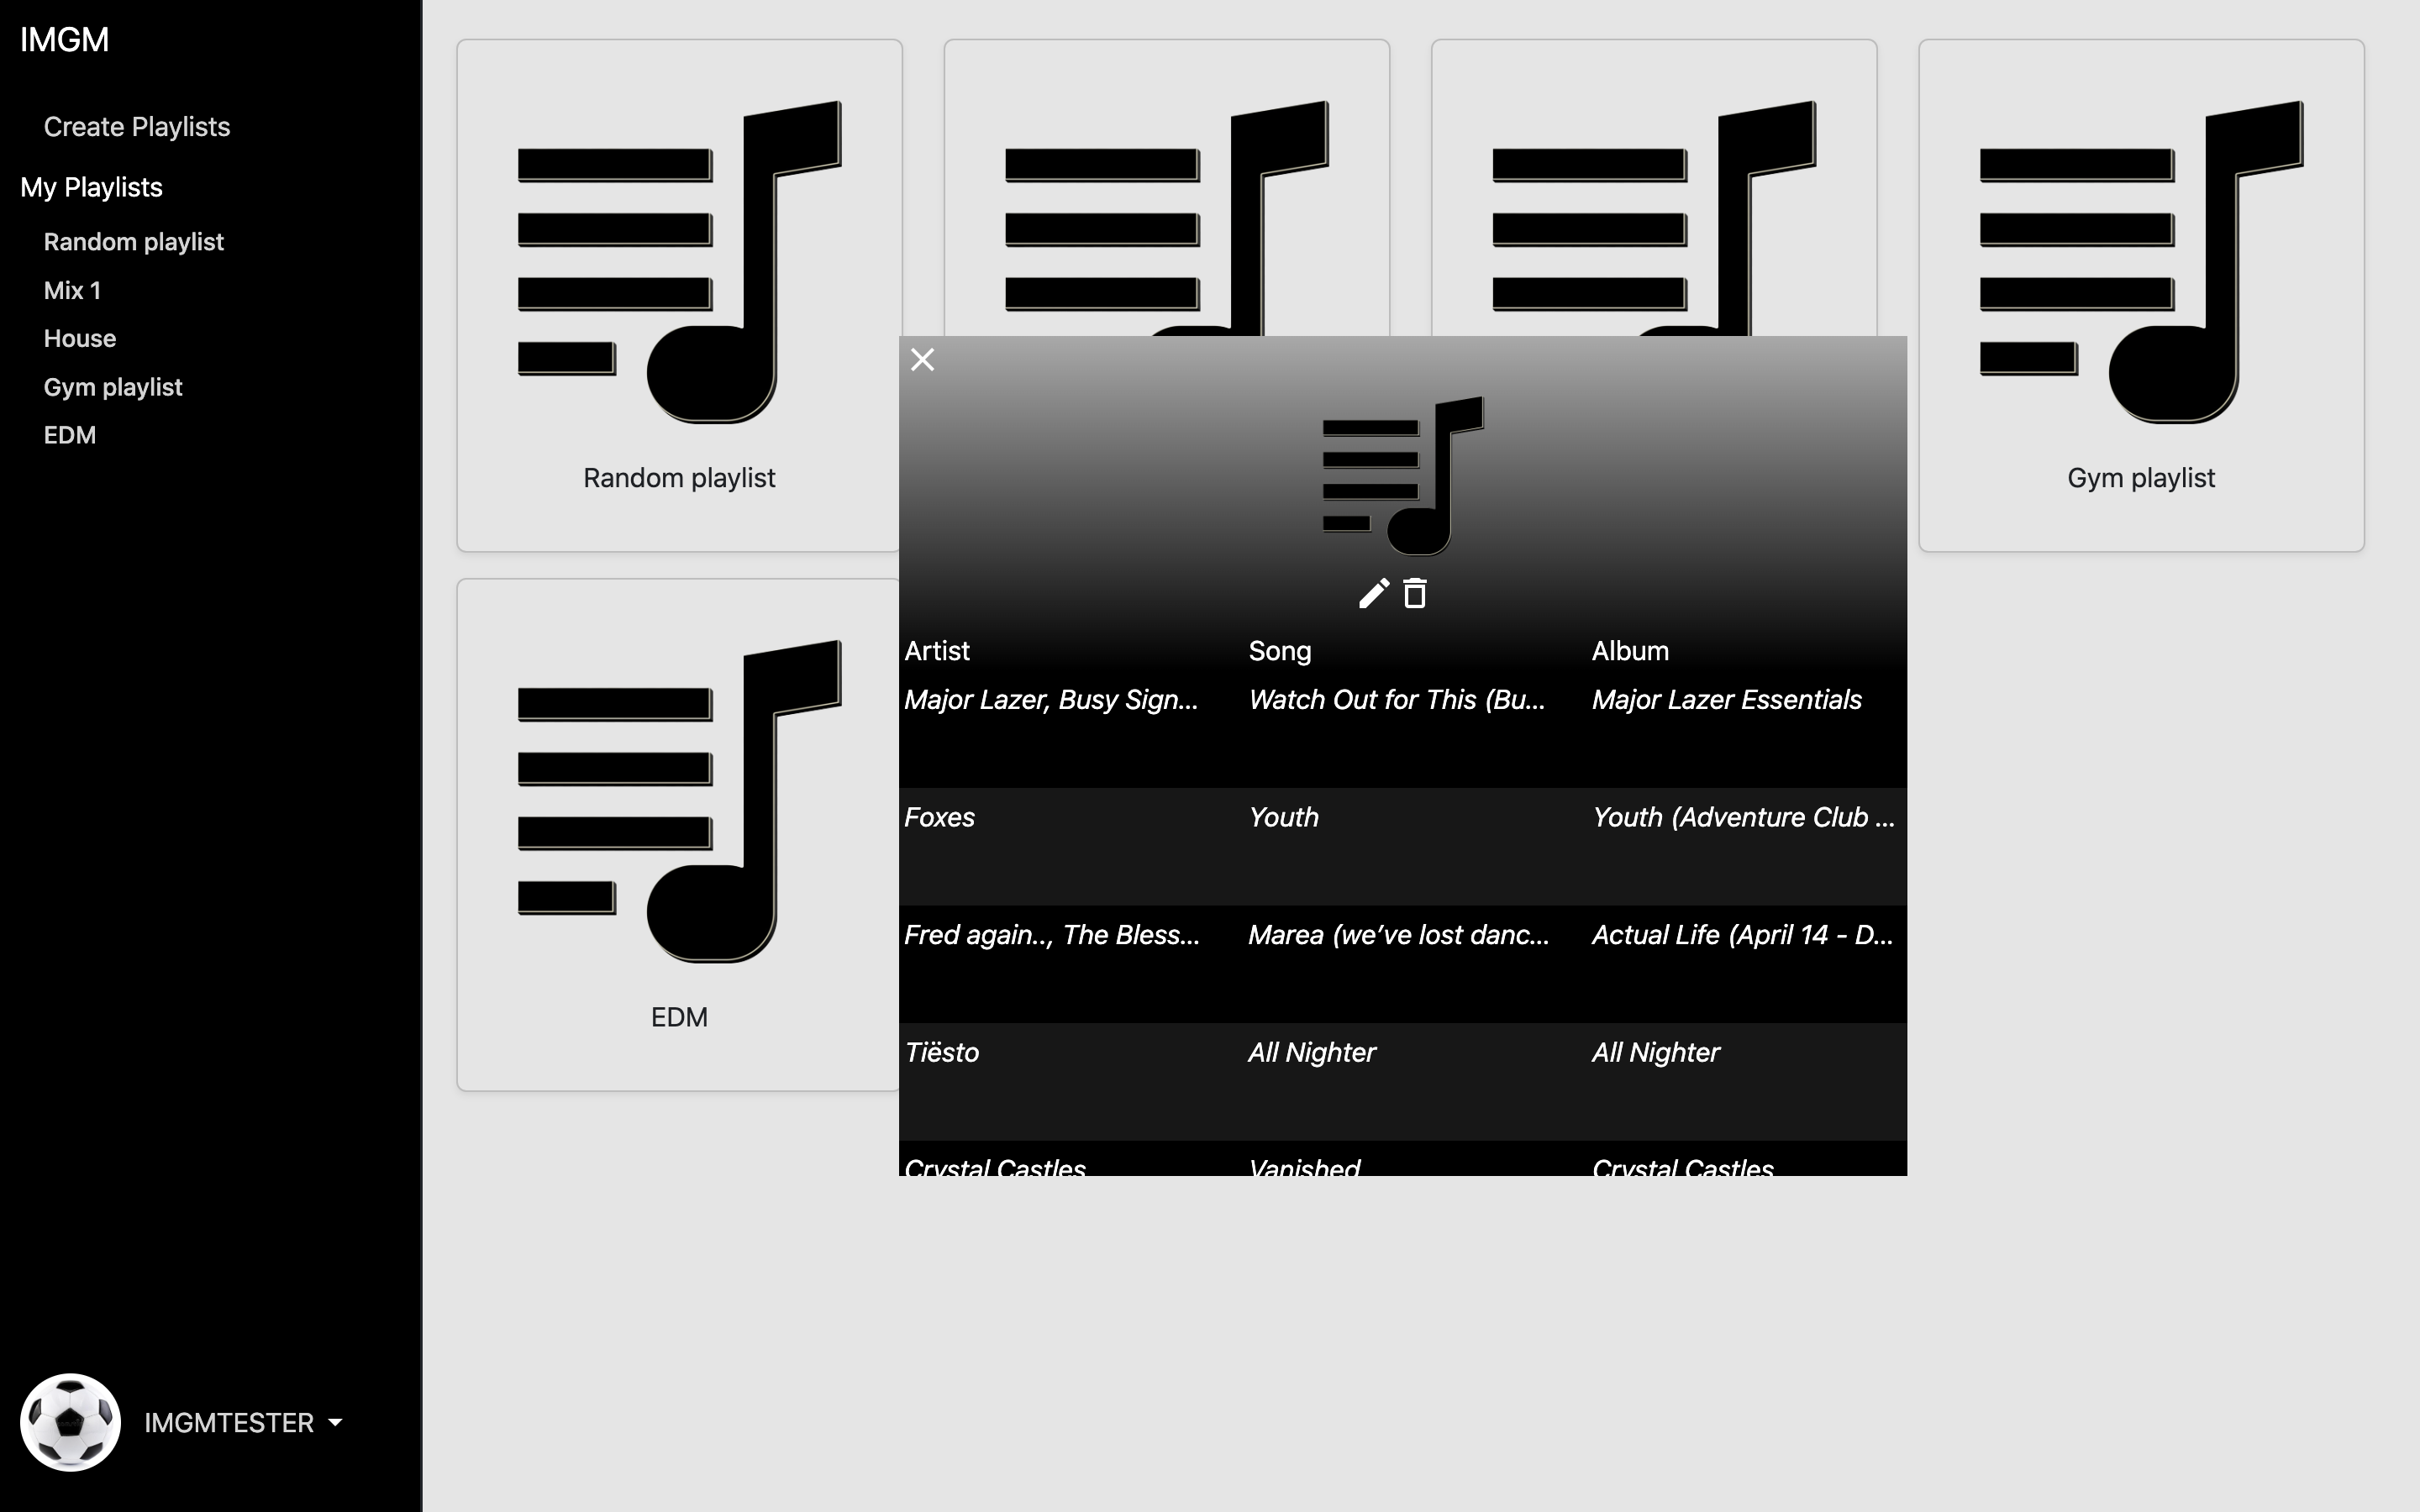 IMGM
Create Playlists
My Playlists
Random playlist
Mix 1
House
Gym playlist
EDM
IMGMTESTER
Random playlist
Gym playlist
EDM
Artist Song Album
Major Lazer, Busy Sign... Watch Out for This (Bu... Major Lazer Essentials
Foxes Youth Youth (Adventure Club ...
Fred again.., The Bless... Marea (we’ve lost danc... Actual Life (April 14 - D...
Tiësto All Nighter All Nighter
Crystal Castles Vanished Crystal Castles